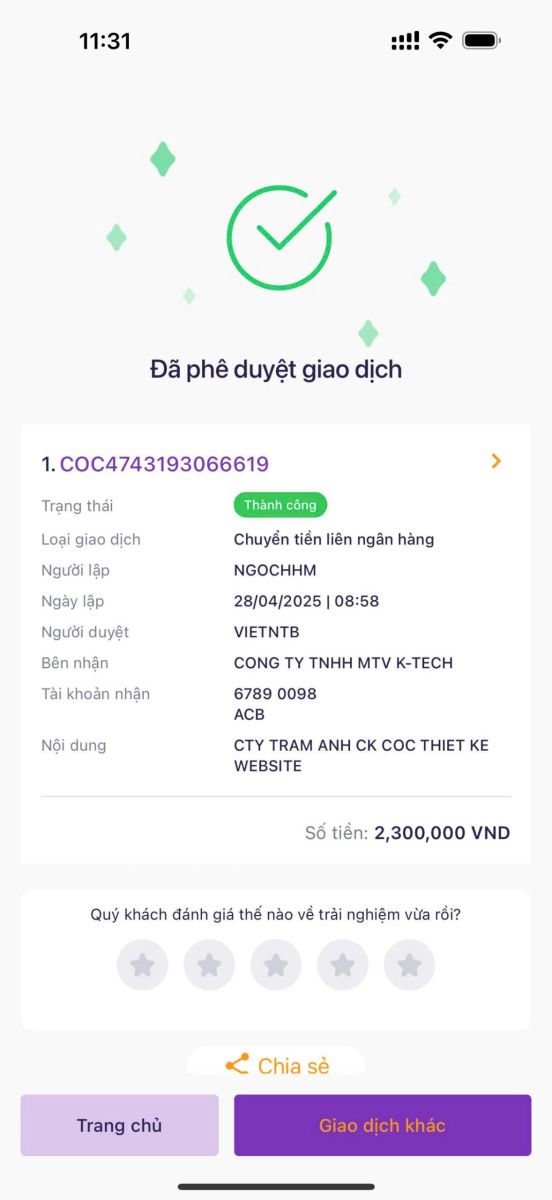 11:31
Đã phê duyệt giao dịch
1. COC4743193066619
Trạng thái Thành công
Loại giao dịch Chuyển tiền liên ngân hàng
Người lập NGOCHHM
Ngày lập 28/04/2025 | 08:58
Người duyệt VIETNTB
Bên nhận CONG TY TNHH MTV K-TECH
Tài khoản nhận 6789 0098
ACB
Nội dung CTY TRAM ANH CK COC THIET KE
WEBSITE
Số tiền: 2,300,000 VND
Quý khách đánh giá thế nào về trải nghiệm vừa rồi?
Chia sẻ
Trang chủ Giao dịch khác